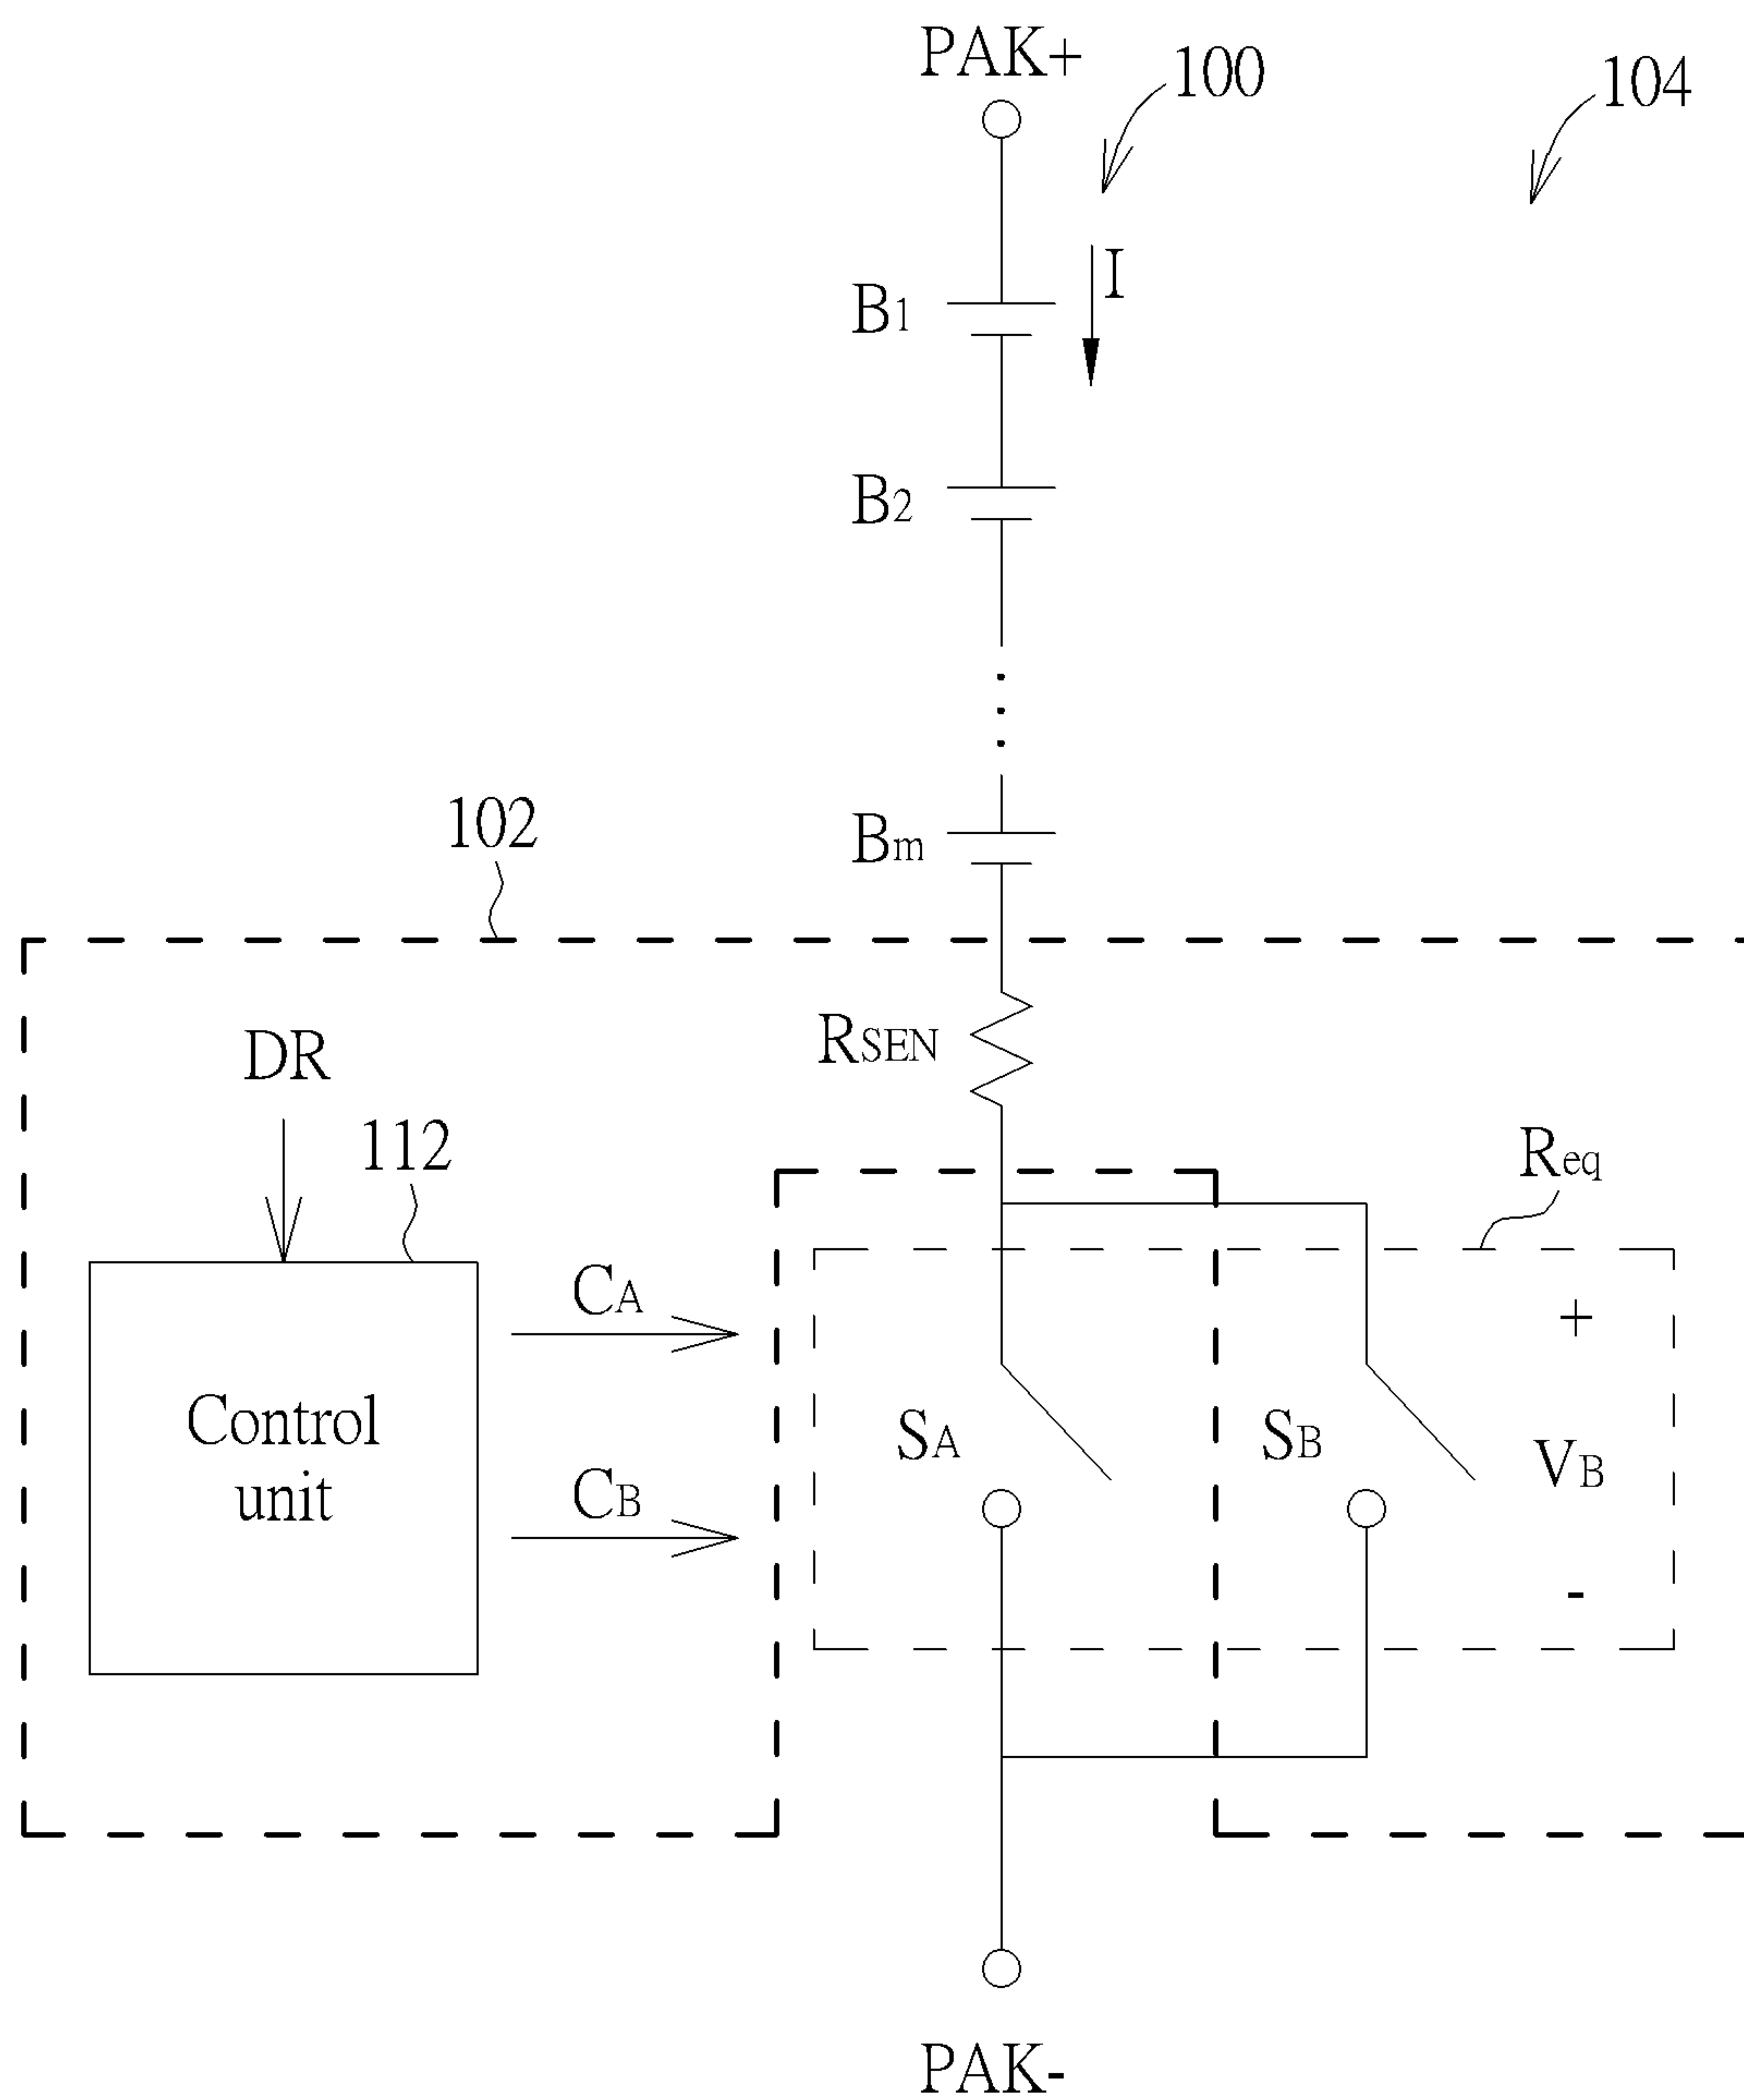 PAK+
100
104
I
B1
B2
Bm
102
RSEN
DR
112
Req
CA
+
Control
unit
SA
SB
VB
CB
-
PAK-